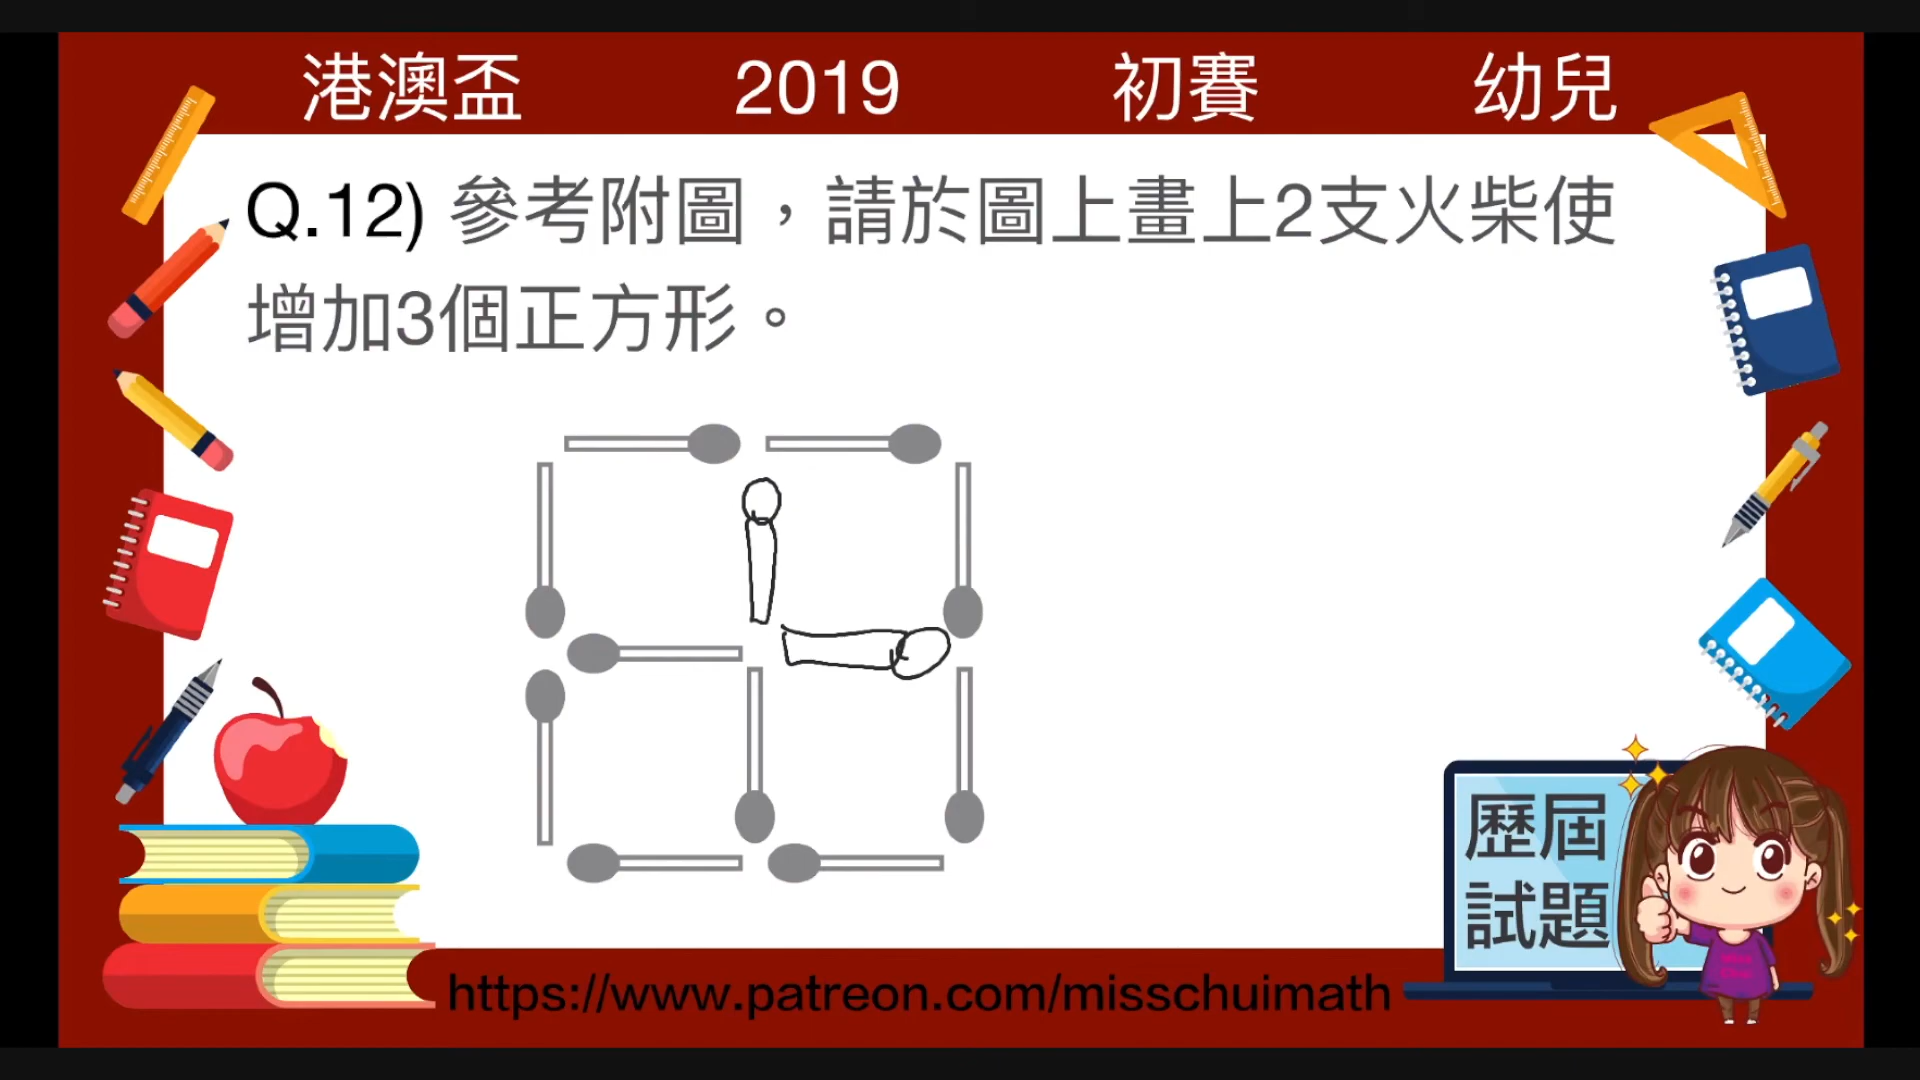 港澳盃 2019 初賽 幼兒
Q.12) 參考附圖，請於圖上畫上2支火柴使
增加3個正方形。
歷屆
試題
https://www.patreon.com/misschuimath